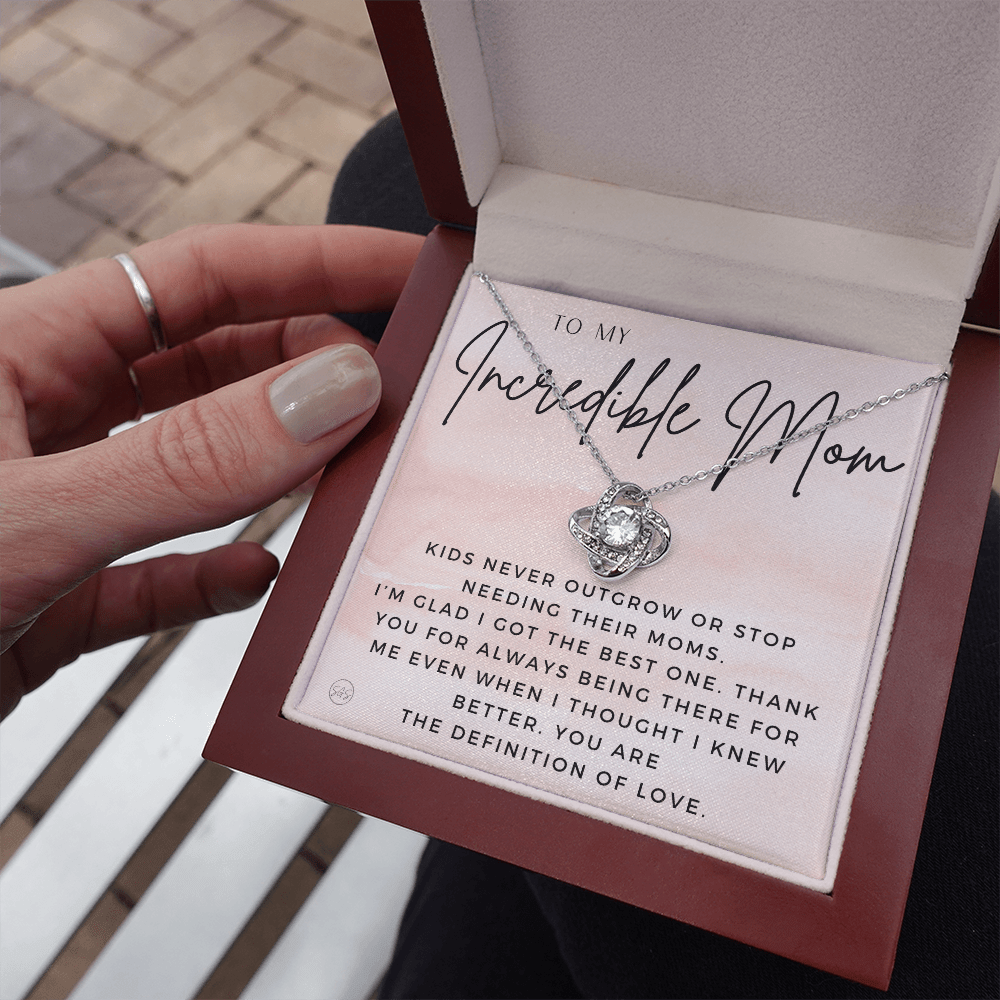 TO MY
Incredible Mom
KIDS NEVER OUTGROW OR STOP
NEEDING THEIR MOMS.
I'M GLAD I GOT THE BEST ONE. THANK
YOU FOR ALWAYS BEING THERE FOR
ME EVEN WHEN I THOUGHT I KNEW
BETTER. YOU ARE
THE DEFINITION OF LOVE.